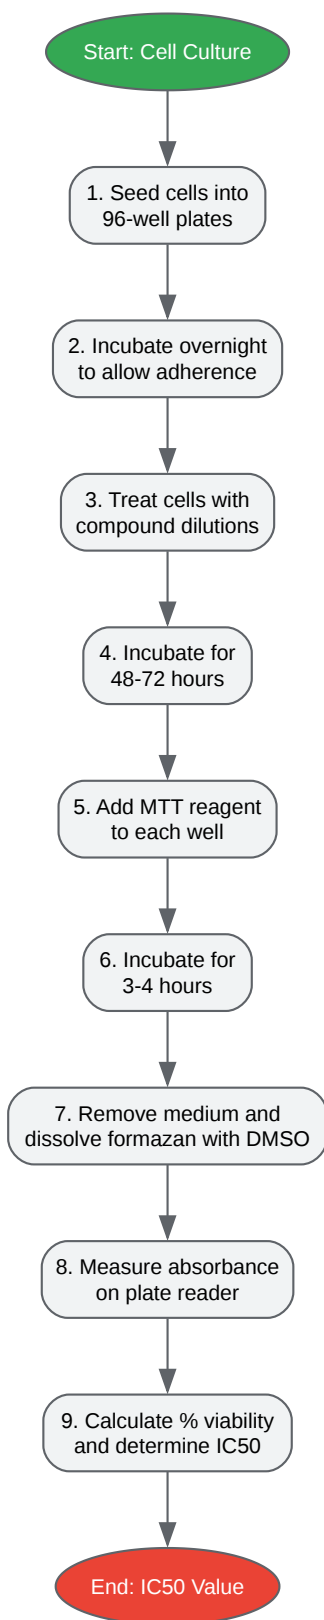 Start: Cell Culture
1. Seed cells into
96-well plates
2. Incubate overnight
to allow adherence
3. Treat cells with
compound dilutions
4. Incubate for
48-72 hours
5. Add MTT reagent
to each well
6. Incubate for
3-4 hours
7. Remove medium and
dissolve formazan with DMSO
8. Measure absorbance
on plate reader
9. Calculate % viability
and determine IC50
End: IC50 Value